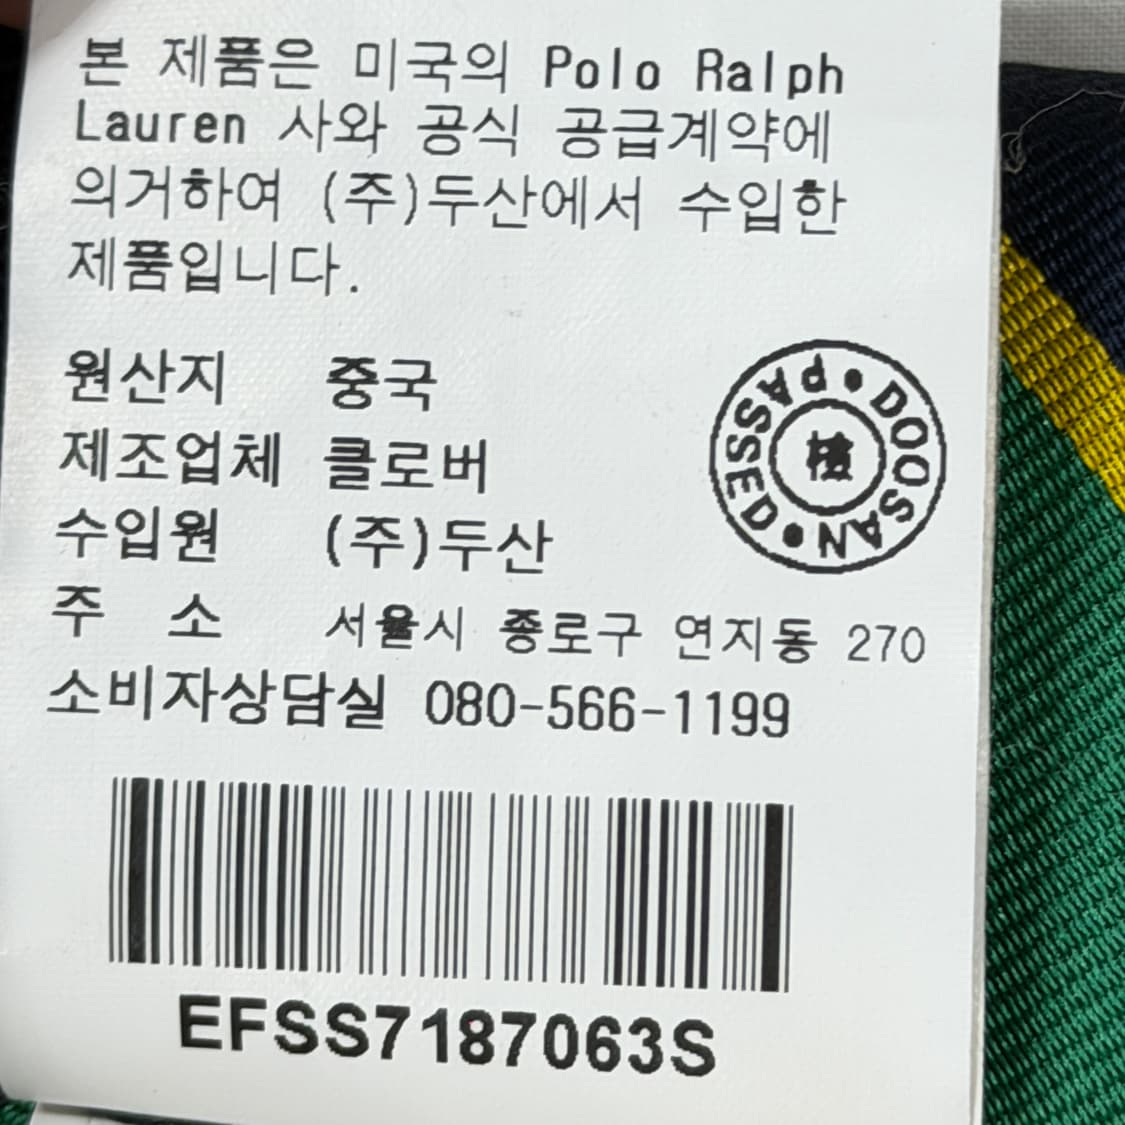 본 제품은 미국의 Polo Ralph
Lauren 사와 공식 공급계약에
의거하여 (주)두산에서 수입한
제품입니다.
원산지 중국
제조업체 클로버
수입원 (주)두산
주 소 서울시 종로구 연지동 270
소비자상담실 080-566-1199
DOOSAN • PASSED •
檢
EFSS7187063S